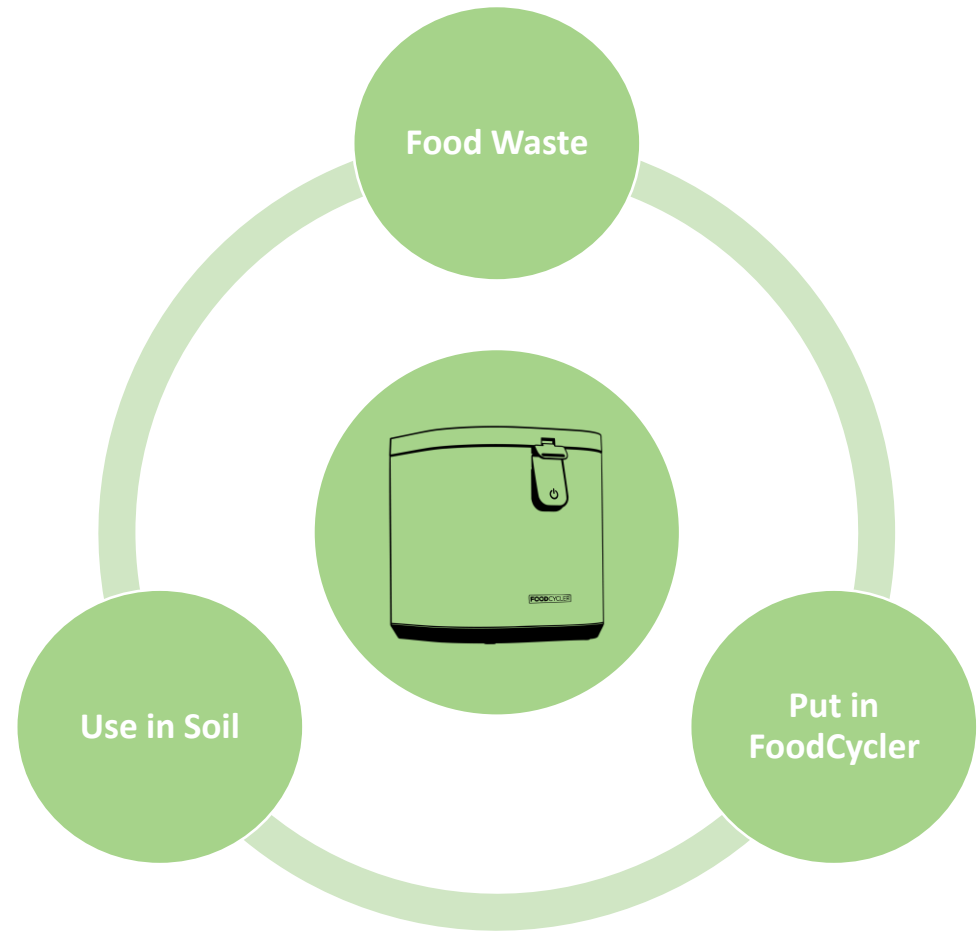 Food Waste
FOODCYCLER
Use in Soil
Put in
FoodCycler